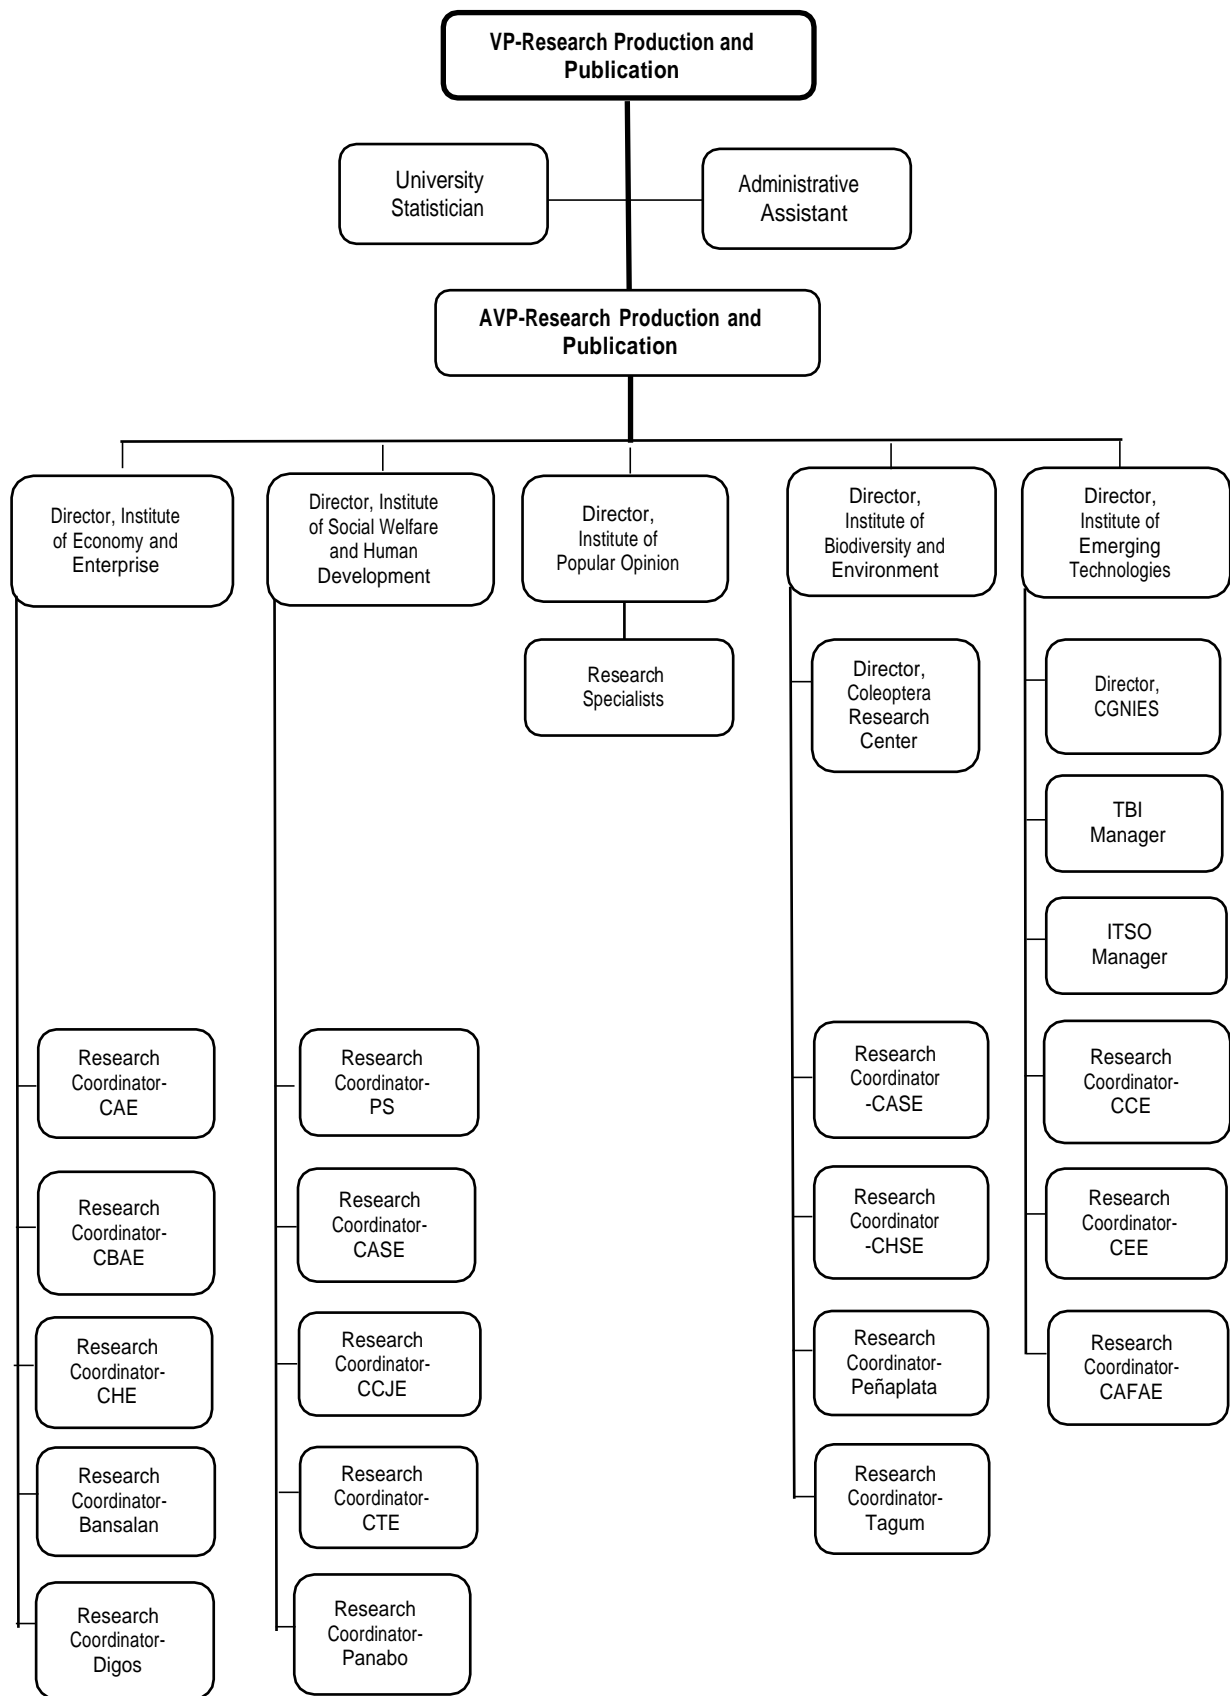 VP-Research Production and
Publication
University
Statistician
Administrative
Assistant
AVP-Research Production and
Publication
Director, Institute
of Economy and
Enterprise
Director, Institute
of Social Welfare
and Human
Development
Director,
Institute of
Popular Opinion
Director,
Institute of
Biodiversity and
Environment
Director,
Institute of
Emerging
Technologies
Research
Specialists
Director,
Coleoptera
Research
Center
Director,
CGNIES
TBI
Manager
ITSO
Manager
Research
Coordinator-
CAE
Research
Coordinator-
PS
Research
Coordinator
-CASE
Research
Coordinator-
CCE
Research
Coordinator-
CBAE
Research
Coordinator-
CASE
Research
Coordinator
-CHSE
Research
Coordinator-
CEE
Research
Coordinator-
CHE
Research
Coordinator-
CCJE
Research
Coordinator-
Peñaplata
Research
Coordinator-
CAFAE
Research
Coordinator-
Bansalan
Research
Coordinator-
CTE
Research
Coordinator-
Tagum
Research
Coordinator-
Digos
Research
Coordinator-
Panabo